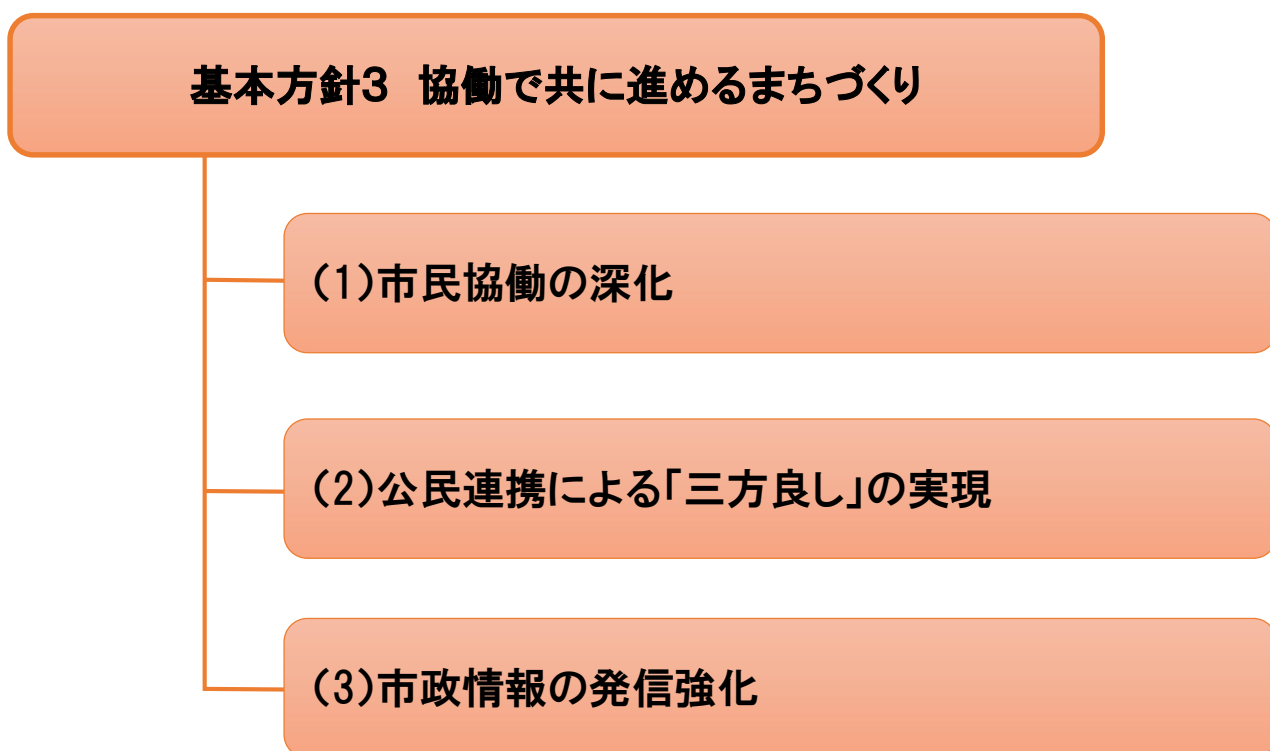 基本方針３　協働で共に進めるまちづくり
（1）市民協働の深化
（2）公民連携による「三方良し」の実現
（3）市政情報の発信強化